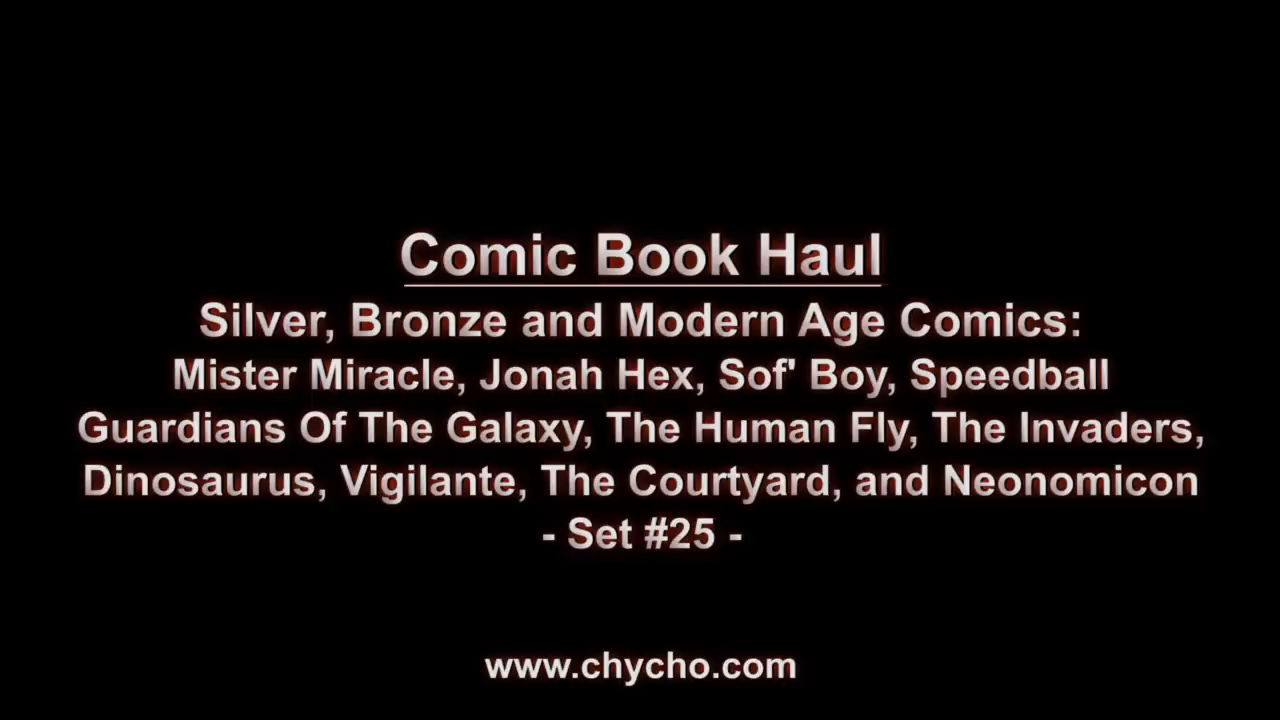 Comic Book Haul
Silver, Bronze and Modern Age Comics:
Mister Miracle, Jonah Hex, Sof' Boy, Speedball
Guardians Of The Galaxy, The Human Fly, The Invaders,
Dinosaurus, Vigilante, The Courtyard, and Neonomicon
- Set #25 -
www.chycho.com